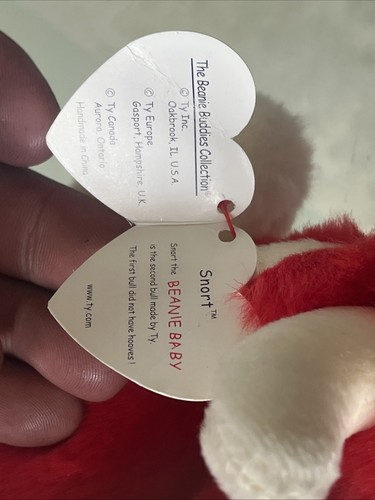 The Beanie Buddies Collection
© Ty Inc.
Oakbrook, IL U.S.A
© Ty Europe
Gasport, Hampshire, U.K
© Ty Canada
Aurora, Ontario
Handmade in China
Snort™
Snort the BEANIE BABY
is the second bull made by Ty.
The first bull did not have hooves!
www.ty.com